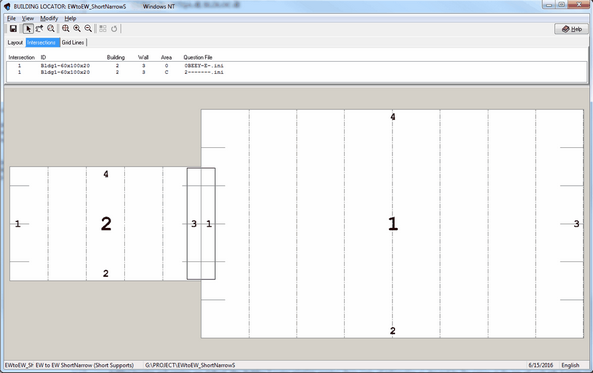 BUILDING LOCATOR: EWtoEW_ShortNarrowS Windows NT
File View Modify Help
Help
Layout Intersections Grid Lines
Intersection ID Building Wall Area Question File
1 Bldg1-60x100x20 2 3 0 0BEEY-E-.ini
1 Bldg1-60x100x20 2 3 C 2-------.ini
4
4
1 2 3 1 1 3
2
2
EWtoEW_Sh EW to EW ShortNarrow (Short Supports) G:\PROJECT\EWtoEW_ShortNarrowS 6/15/2016 English